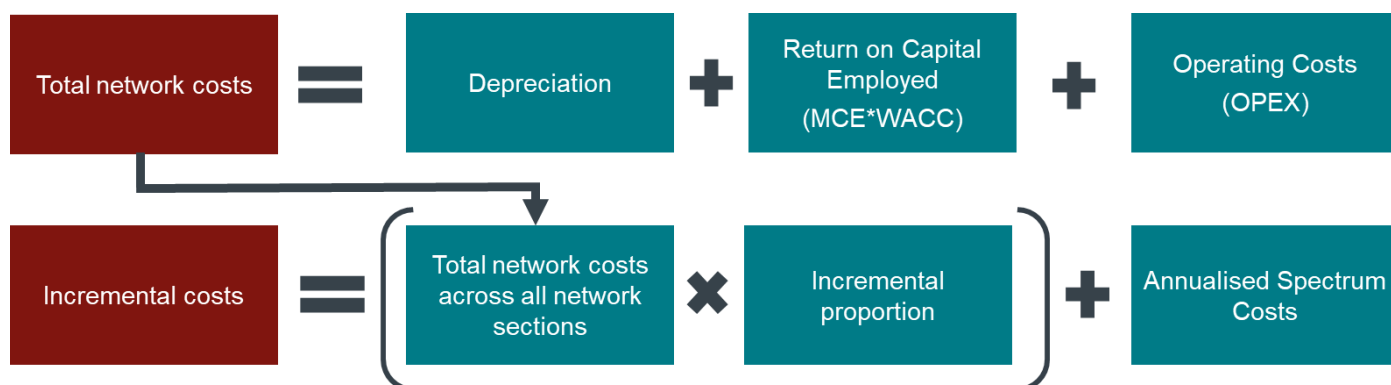 Total network costs
Depreciation
Return on Capital
Employed
(MCE*WACC)
Operating Costs
(OPEX)
Incremental costs
Total network costs
across all network
sections
Incremental
proportion
Annualised Spectrum
Costs